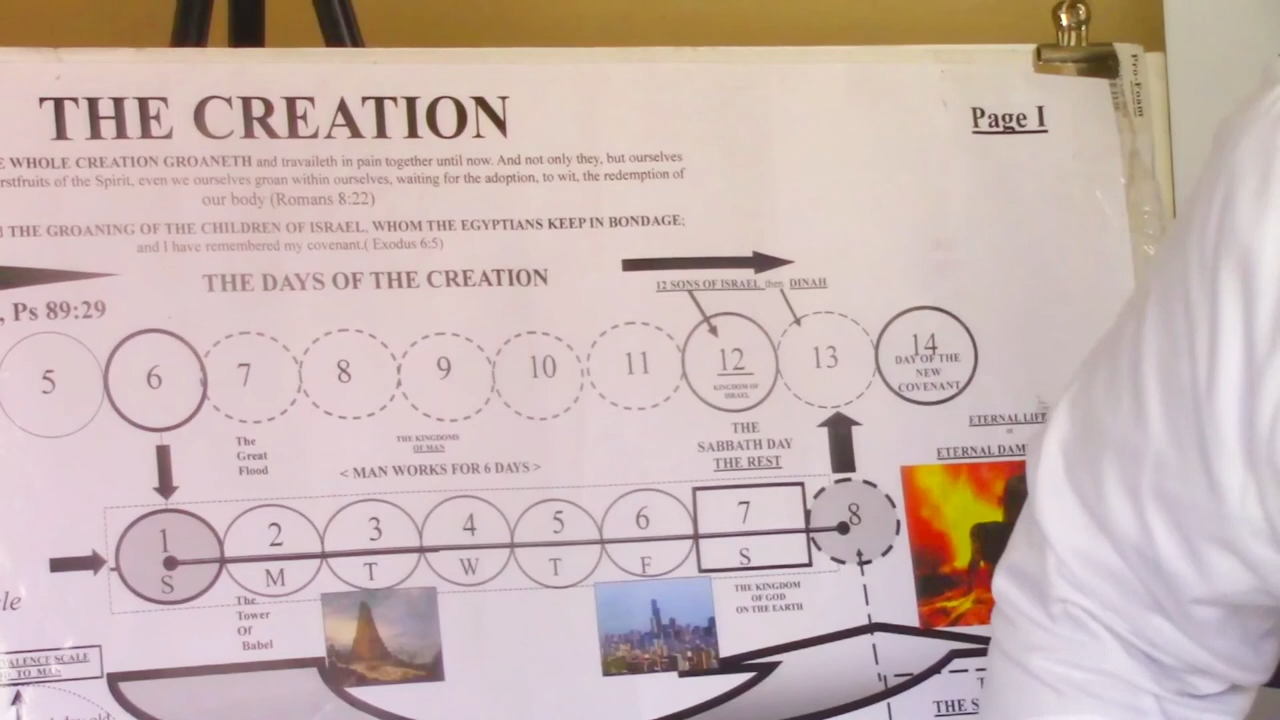 THE CREATION
Page I
WHOLE CREATION GROANETH and travaileth in pain together until now. And not only they, but ourselves
of the Spirit, even we ourselves groan within ourselves, waiting for the adoption, to wit, the redemption of
our body (Romans 8:22)
THE GROANING OF THE CHILDREN OF ISRAEL, WHOM THE EGYPTIANS KEEP IN BONDAGE;
and I have remembered my covenant.( Exodus 6:5)
THE DAYS OF THE CREATION
12 SONS OF ISRAEL then DINAH
, Ps 89:29
5 6 7 8 9 10 11 12 13 14
KINGDOM OF
ISRAEL
DAY OF THE
NEW
COVENANT
The
Great
Flood
THE KINGDOMS
OF MAN
< MAN WORKS FOR 6 DAYS >
THE
SABBATH DAY
THE REST
ETERNAL LIFE
or
ETERNAL
1 2 3 4 5 6 7 8
S M T W T F S
The
Tower
Of
Babel
THE KINGDOM
OF GOD
ON THE EARTH
SCALE
TO MAN
THE
Pro-Foam